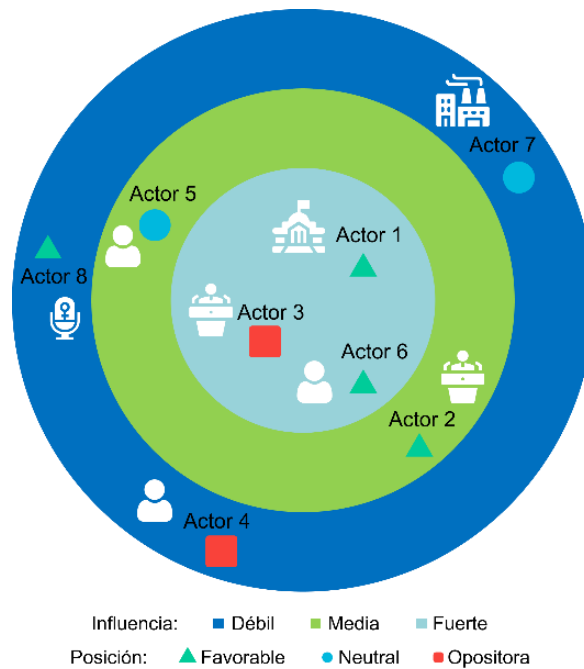 Actor 7
Actor 5
Actor 1
Actor 8
Actor 3
Actor 6
Actor 2
Actor 4
Influencia: Débil Media Fuerte
Posición: Favorable Neutral Opositora